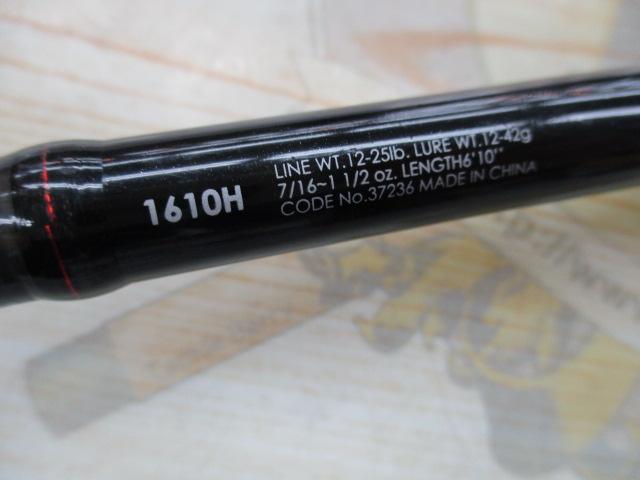 1610H
LINE WT.12-25lb. LURE WT.12-42g
7/16~1 1/2 oz. LENGTH6'10"
CODE No.37236 MADE IN CHINA